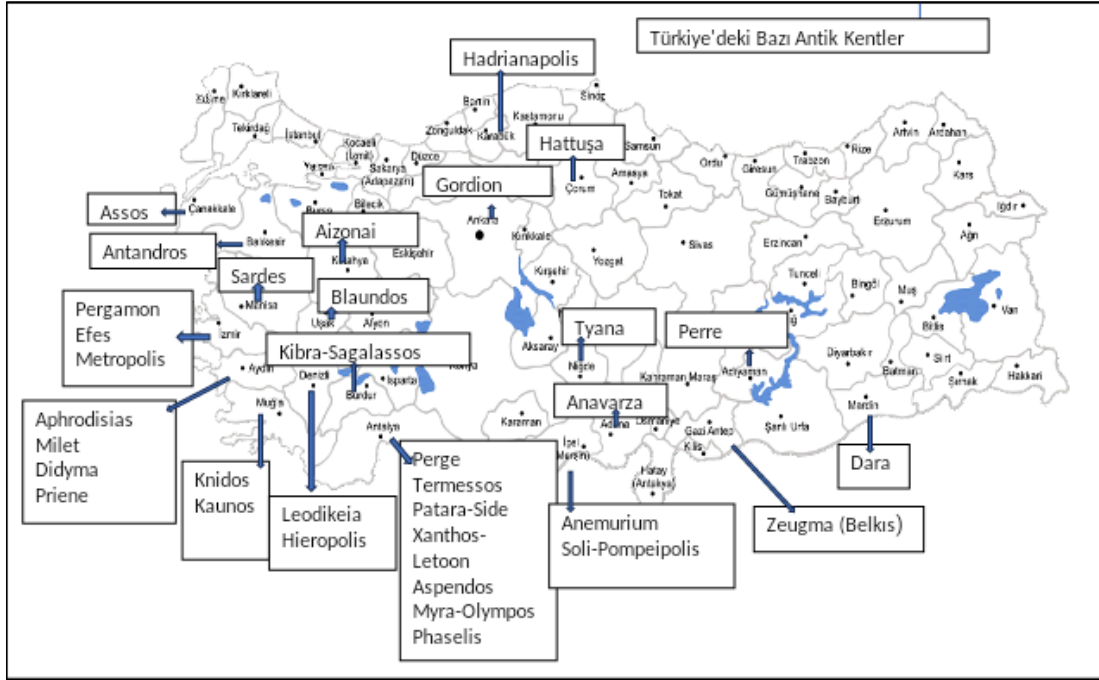 Türkiye'deki Bazı Antik Kentler
Hadrianapolis
Hattuşa
Gordion
Assos
Aizonai
Antandros
Sardes
Blaundos
Pergamon
Efes
Metropolis
Tyana
Perre
Kibra-Sagalassos
Anavarza
Aphrodisias
Milet
Didyma
Priene
Knidos
Kaunos
Leodikeia
Hieropolis
Perge
Termessos
Patara-Side
Xanthos-
Letoon
Aspendos
Myra-Olympos
Phaselis
Anemurium
Soli-Pompeipolis
Zeugma (Belkıs)
Dara
Kırklareli
Tekirdağ
İstanbul
Kocaeli
(İzmit)
Sakarya
(Adapazarı)
Düzce
Zonguldak
Bartın
Karabük
Kastamonu
Sinop
Samsun
Ordu
Giresun
Trabzon
Rize
Artvin
Ardahan
Kars
Iğdır
Ağrı
Erzurum
Bayburt
Gümüşhane
Çorum
Amasya
Tokat
Sivas
Erzincan
Tunceli
Bingöl
Muş
Bitlis
Van
Hakkari
Şırnak
Siirt
Batman
Diyarbakır
Mardin
Şanlı Urfa
Adıyaman
Kahraman Maraş
Gazi Antep
Kilis
Osmaniye
Hatay
(Antakya)
Adana
İçel
(Mersin)
Karaman
Niğde
Aksaray
Kırşehir
Yozgat
Kırıkkale
Ankara
Eskişehir
Bilecik
Çanakkale
Balıkesir
Kütahya
Manisa
Uşak
Afyon
İzmir
Aydın
Denizli
Muğla
Burdur
Isparta
Antalya